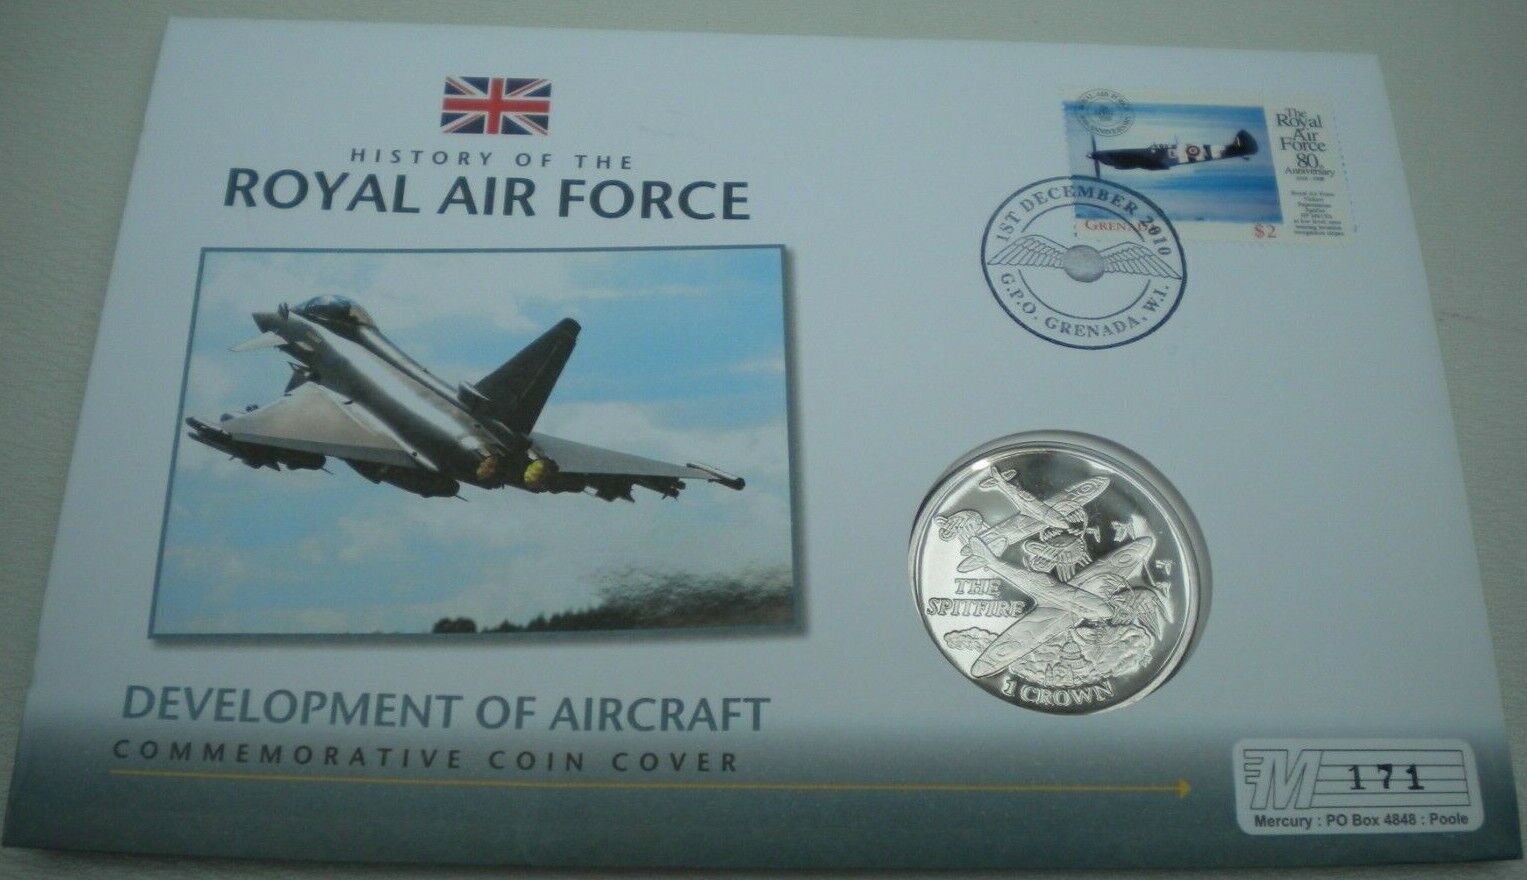 HISTORY OF THE
ROYAL AIR FORCE
The
Royal
Air
Force
80th
Anniversary
GRENADA
$2
1ST DECEMBER 2010
G.P.O. GRENADA, W.I.
THE
SPITFIRE
1 CROWN
DEVELOPMENT OF AIRCRAFT
COMMEMORATIVE COIN COVER
M 171
Mercury : PO Box 4848 : Poole